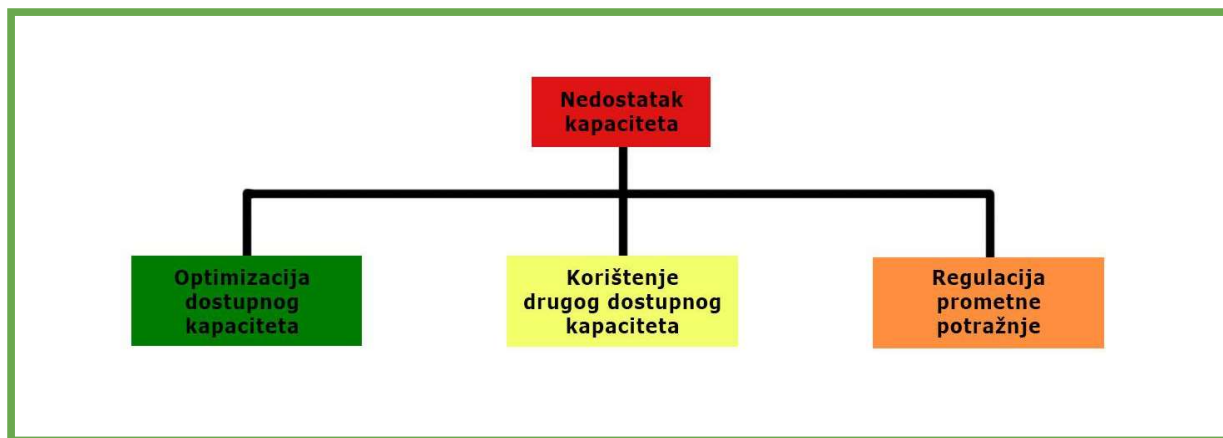 Nedostatak
kapaciteta
Optimizacija
dostupnog
kapaciteta
Korištenje
drugog dostupnog
kapaciteta
Regulacija
prometne
potražnje